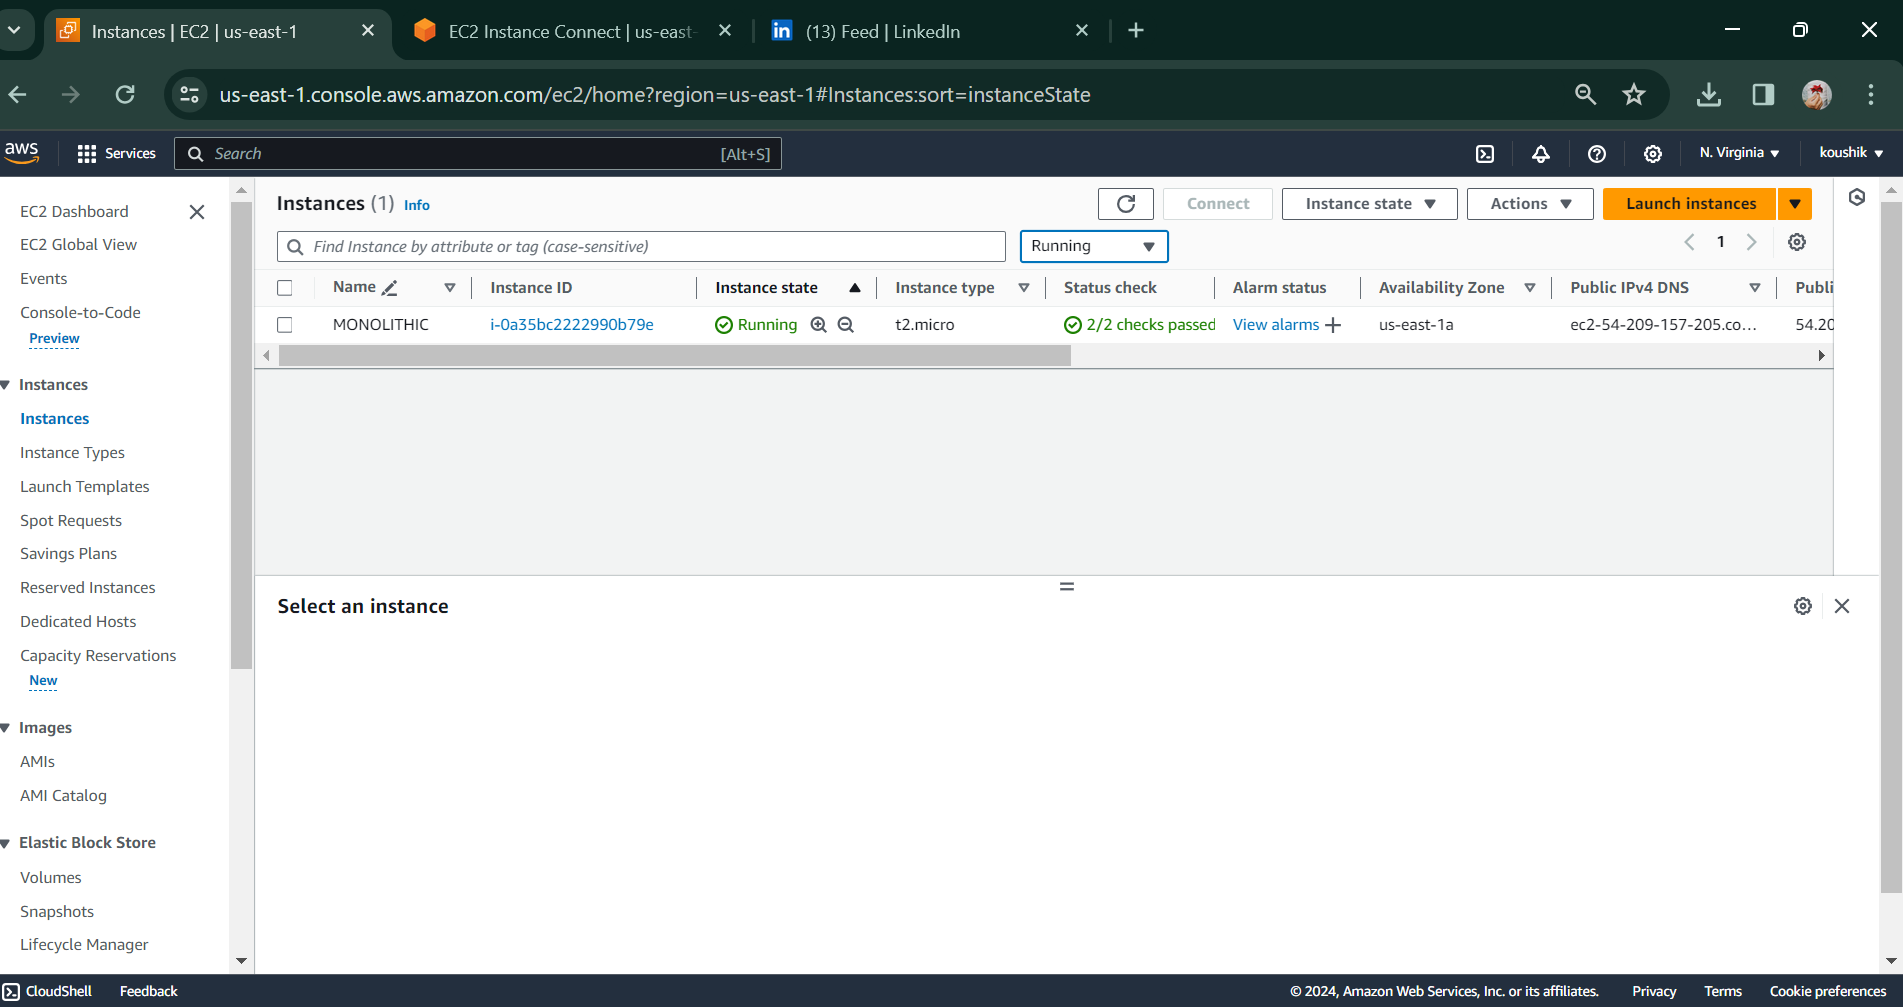 Instances | EC2 | us-east-1
EC2 Instance Connect | us-east-
(13) Feed | LinkedIn
us-east-1.console.aws.amazon.com/ec2/home?region=us-east-1#Instances:sort=instanceState
aws
Services
Search
[Alt+S]
N. Virginia
koushik
EC2 Dashboard
EC2 Global View
Events
Console-to-Code
Preview
Instances
Instances
Instance Types
Launch Templates
Spot Requests
Savings Plans
Reserved Instances
Dedicated Hosts
Capacity Reservations
New
Images
AMIs
AMI Catalog
Elastic Block Store
Volumes
Snapshots
Lifecycle Manager
Instances (1) Info
Connect
Instance state
Actions
Launch instances
Find Instance by attribute or tag (case-sensitive)
Running
1
Name Instance ID Instance state Instance type Status check Alarm status Availability Zone Public IPv4 DNS Publi
MONOLITHIC i-0a35bc2222990b79e Running t2.micro 2/2 checks passed View alarms us-east-1a ec2-54-209-157-205.co... 54.20
Select an instance
CloudShell Feedback © 2024, Amazon Web Services, Inc. or its affiliates. Privacy Terms Cookie preferences